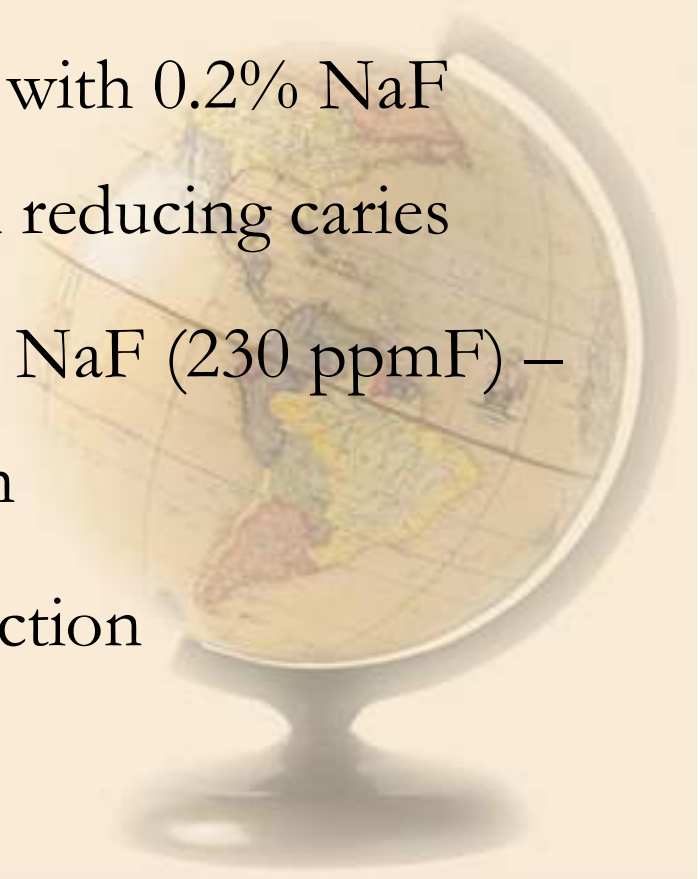 with 0.2% NaF
reducing caries
NaF (230 ppmF) –
ction